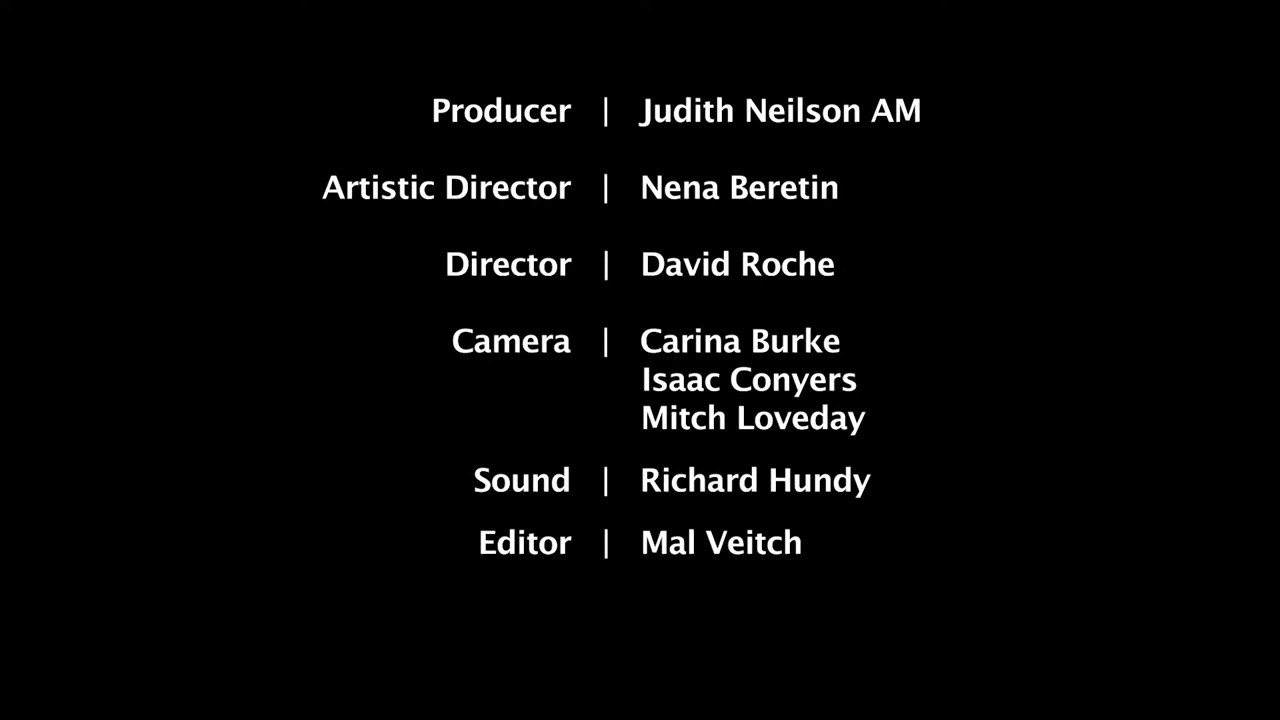 Producer | Judith Neilson AM
Artistic Director | Nena Beretin
Director | David Roche
Camera | Carina Burke
Isaac Conyers
Mitch Loveday
Sound | Richard Hundy
Editor | Mal Veitch